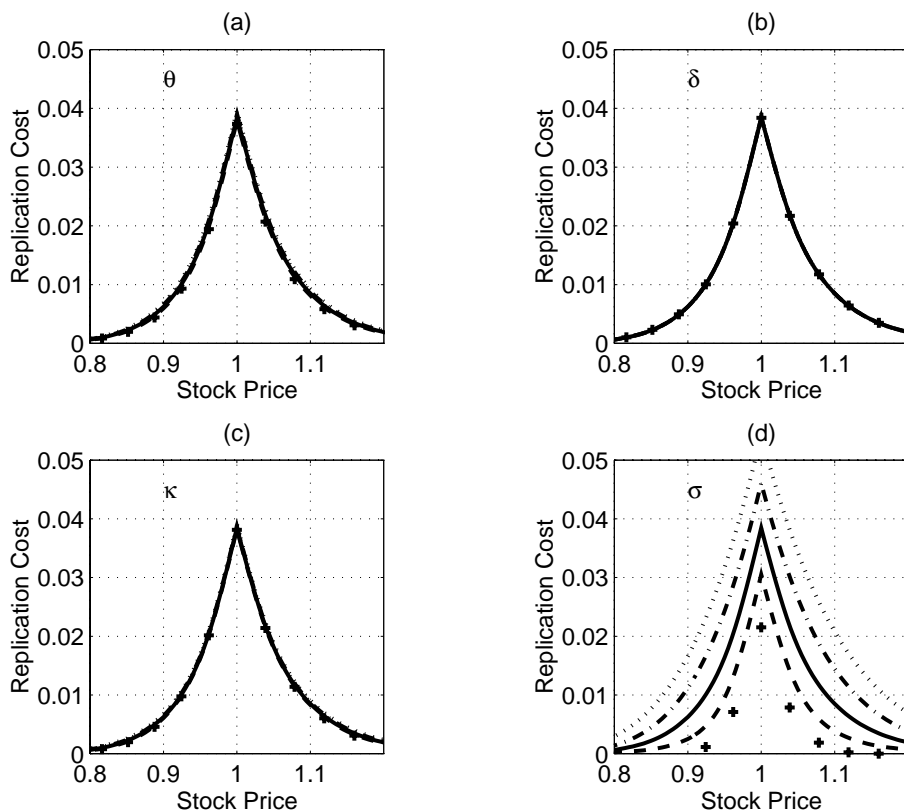 (a)
0.05
0.04
0.03
0.02
0.01
0
Replication Cost
θ
0.8 0.9 1 1.1
Stock Price
(b)
0.05
0.04
0.03
0.02
0.01
0
Replication Cost
δ
0.8 0.9 1 1.1
Stock Price
(c)
0.05
0.04
0.03
0.02
0.01
0
Replication Cost
κ
0.8 0.9 1 1.1
Stock Price
(d)
0.05
0.04
0.03
0.02
0.01
0
Replication Cost
σ
0.8 0.9 1 1.1
Stock Price